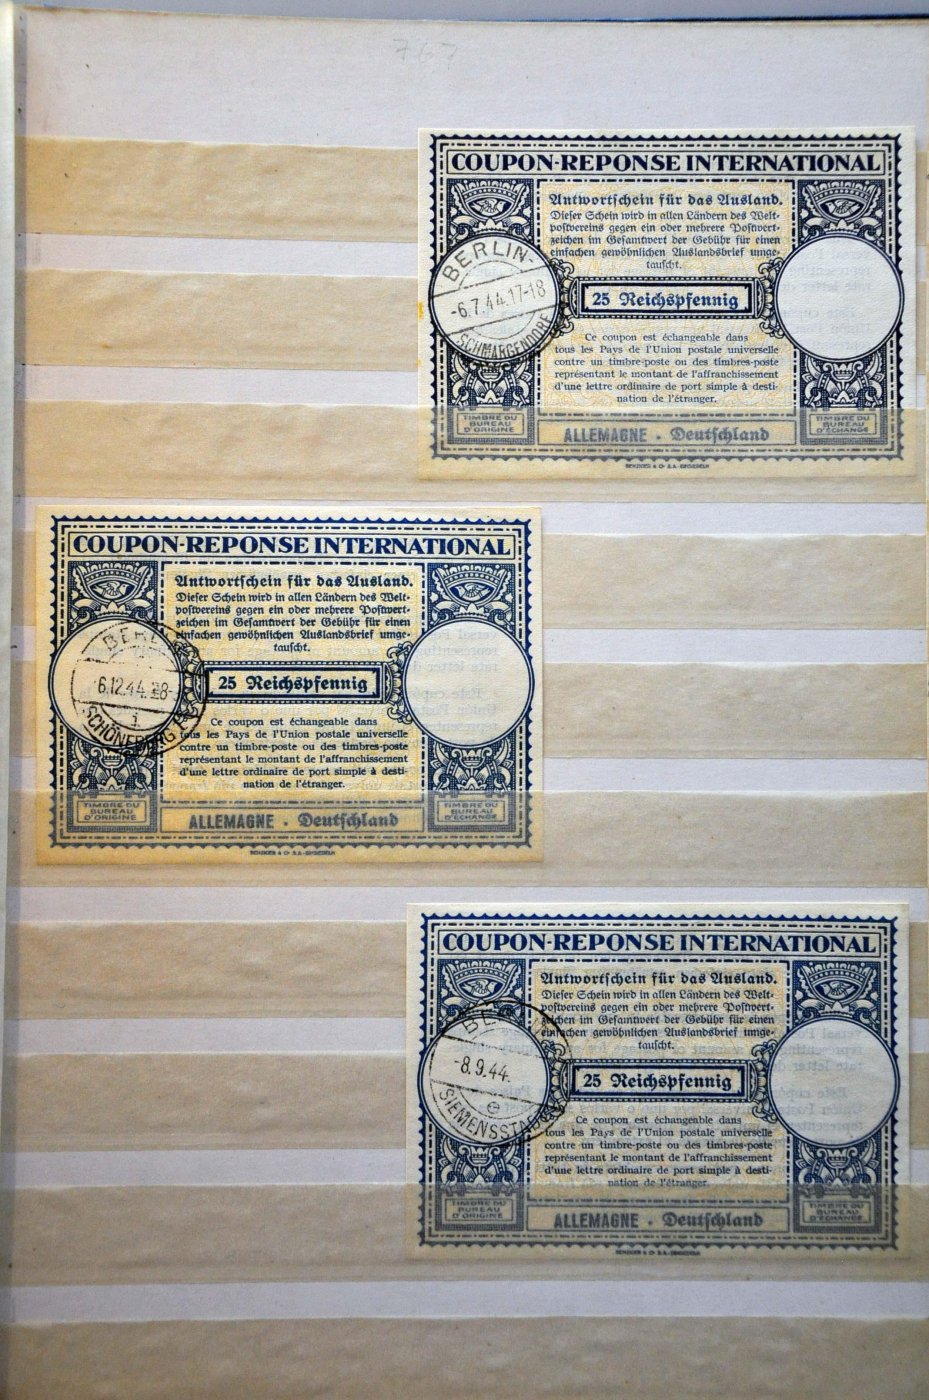 767
COUPON-REPONSE INTERNATIONAL
Antwortschein für das Ausland.
Dieser Schein wird in allen Ländern des Welt-
postvereins gegen ein oder mehrere Postwert-
zeichen im Gesamtwert der Gebühr für einen
einfachen gewöhnlichen Auslandsbrief umge-
tauscht.
BERLIN-
-6.7.44.17-18
SCHMARGENDORF
25 Reichspfennig
Ce coupon est échangeable dans
tous les Pays de l'Union postale universelle
contre un timbre-poste ou des timbres-poste
représentant le montant de l'affranchissement
d'une lettre ordinaire de port simple à desti-
nation de l'étranger.
TIMBRE DU
BUREAU
D'ORIGINE
ALLEMAGNE - Deutschland
TIMBRE DU
BUREAU
D'ÉCHANGE
BENZIGER & Co S.A. EINSIEDELN
COUPON-REPONSE INTERNATIONAL
Antwortschein für das Ausland.
Dieser Schein wird in allen Ländern des Welt-
postvereins gegen ein oder mehrere Postwert-
zeichen im Gesamtwert der Gebühr für einen
einfachen gewöhnlichen Auslandsbrief umge-
tauscht.
BERLIN
6.12.44.
SCHÖNEBERG
25 Reichspfennig
Ce coupon est échangeable dans
tous les Pays de l'Union postale universelle
contre un timbre-poste ou des timbres-poste
représentant le montant de l'affranchissement
d'une lettre ordinaire de port simple à desti-
nation de l'étranger.
TIMBRE DU
BUREAU
D'ORIGINE
ALLEMAGNE - Deutschland
TIMBRE DU
BUREAU
D'ÉCHANGE
BENZIGER & Co S.A. EINSIEDELN
COUPON-REPONSE INTERNATIONAL
Antwortschein für das Ausland.
Dieser Schein wird in allen Ländern des Welt-
postvereins gegen ein oder mehrere Postwert-
zeichen im Gesamtwert der Gebühr für einen
einfachen gewöhnlichen Auslandsbrief umge-
tauscht.
BERLIN
-8.9.44.
e
SIEMENSSTADT
25 Reichspfennig
Ce coupon est échangeable dans
tous les Pays de l'Union postale universelle
contre un timbre-poste ou des timbres-poste
représentant le montant de l'affranchissement
d'une lettre ordinaire de port simple à desti-
nation de l'étranger.
TIMBRE DU
BUREAU
D'ORIGINE
ALLEMAGNE - Deutschland
TIMBRE DU
BUREAU
D'ÉCHANGE
BENZIGER & Co S.A. EINSIEDELN